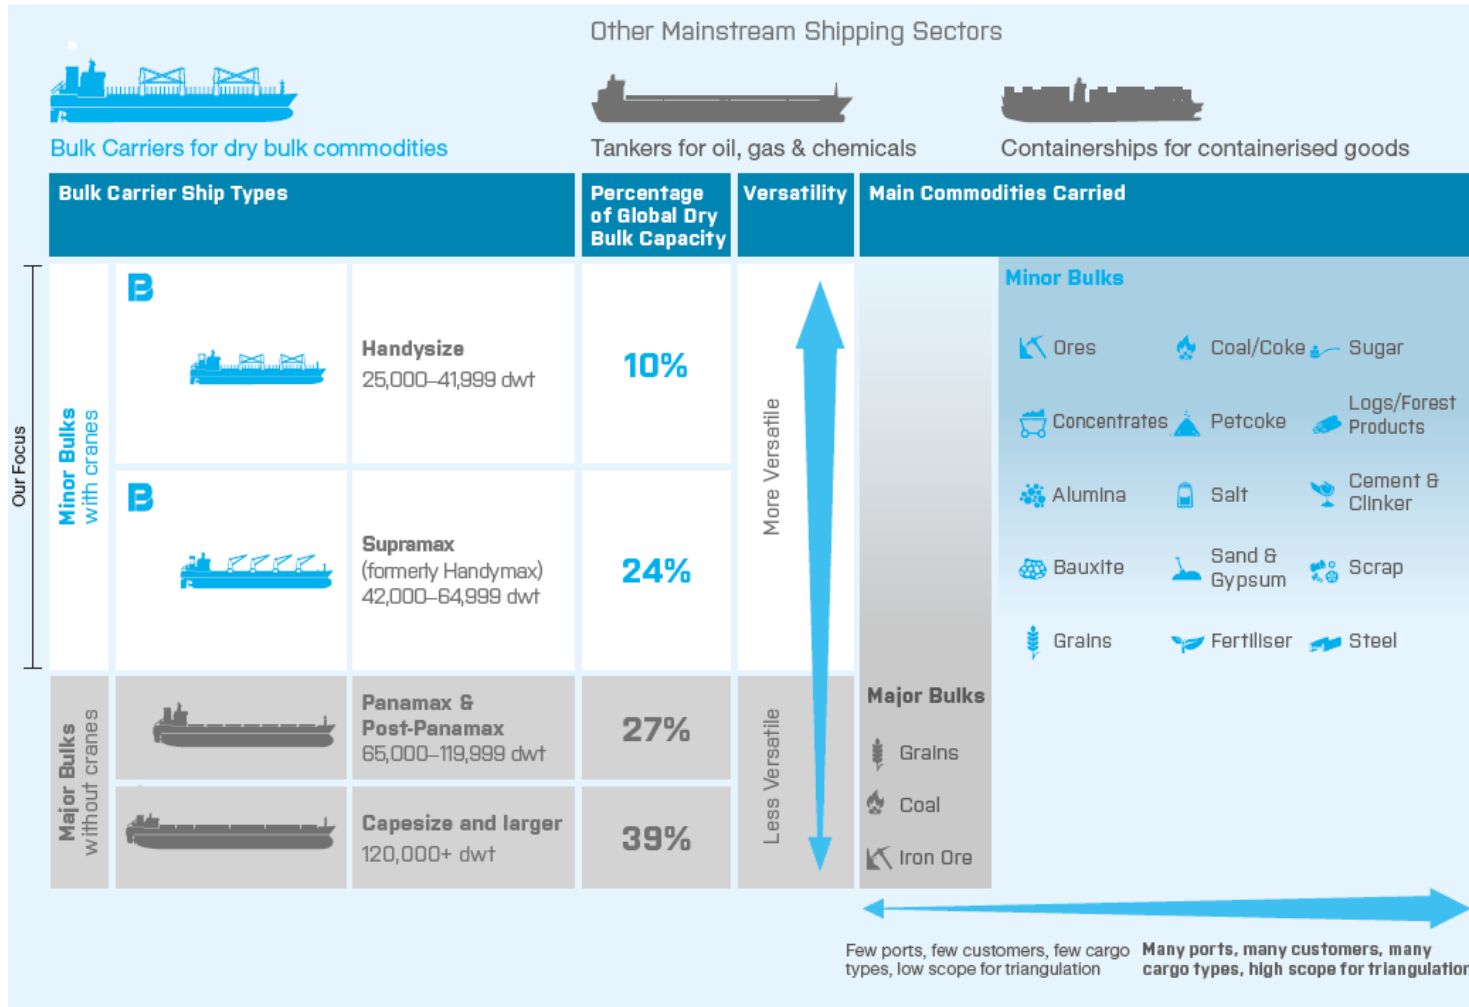 Other Mainstream Shipping Sectors
Bulk Carriers for dry bulk commodities
Tankers for oil, gas & chemicals
Containerships for containerised goods
Bulk Carrier Ship Types
Percentage
of Global Dry
Bulk Capacity
Versatility
Main Commodities Carried
Our Focus
Minor Bulks
with cranes
B
Handysize
25,000–41,999 dwt
10%
B
Supramax
(formerly Handymax)
42,000–64,999 dwt
24%
Major Bulks
without cranes
Panamax &
Post-Panamax
65,000–119,999 dwt
27%
Capesize and larger
120,000+ dwt
39%
More Versatile
Less Versatile
Minor Bulks
Ores
Coal/Coke
Sugar
Concentrates
Petcoke
Logs/Forest
Products
Alumina
Salt
Cement &
Clinker
Bauxite
Sand &
Gypsum
Scrap
Grains
Fertiliser
Steel
Major Bulks
Grains
Coal
Iron Ore
Few ports, few customers, few cargo
types, low scope for triangulation
Many ports, many customers, many
cargo types, high scope for triangulation